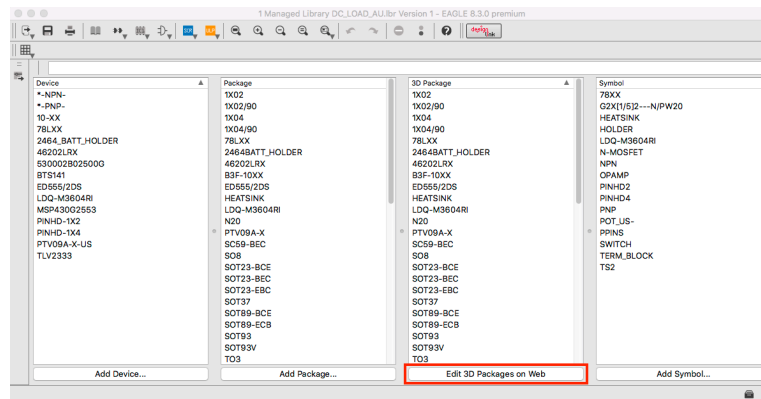 1 Managed Library DC_LOAD_AU.lbr Version 1 - EAGLE 8.3.0 premium
SCR
ULP
design
link
Device
*-NPN-
*-PNP-
10-XX
78LXX
2464_BATT_HOLDER
46202LRX
530002B02500G
BTS141
ED555/2DS
LDQ-M3604RI
MSP430G2553
PINHD-1X2
PINHD-1X4
PTV09A-X-US
TLV2333
Add Device...
Package
1X02
1X02/90
1X04
1X04/90
78LXX
2464BATT_HOLDER
46202LRX
B3F-10XX
ED555/2DS
HEATSINK
LDQ-M3604RI
N20
PTV09A-X
SC59-BEC
SO8
SOT23-BCE
SOT23-BEC
SOT23-EBC
SOT37
SOT89-BCE
SOT89-ECB
SOT93
SOT93V
TO3
Add Package...
3D Package
1X02
1X02/90
1X04
1X04/90
78LXX
2464BATT_HOLDER
46202LRX
B3F-10XX
ED555/2DS
HEATSINK
LDQ-M3604RI
N20
PTV09A-X
SC59-BEC
SO8
SOT23-BCE
SOT23-BEC
SOT23-EBC
SOT37
SOT89-BCE
SOT89-ECB
SOT93
SOT93V
TO3
Edit 3D Packages on Web
Symbol
78XX
G2X[1/5]2---N/PW20
HEATSINK
HOLDER
LDQ-M3604RI
N-MOSFET
NPN
OPAMP
PINHD2
PINHD4
PNP
POT_US-
PPINS
SWITCH
TERM_BLOCK
TS2
Add Symbol...